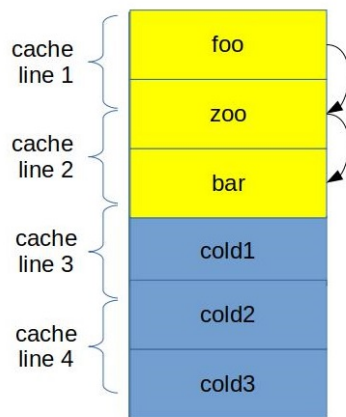 cache
line 1
foo
zoo
cache
line 2
bar
cache
line 3
cold1
cold2
cache
line 4
cold3